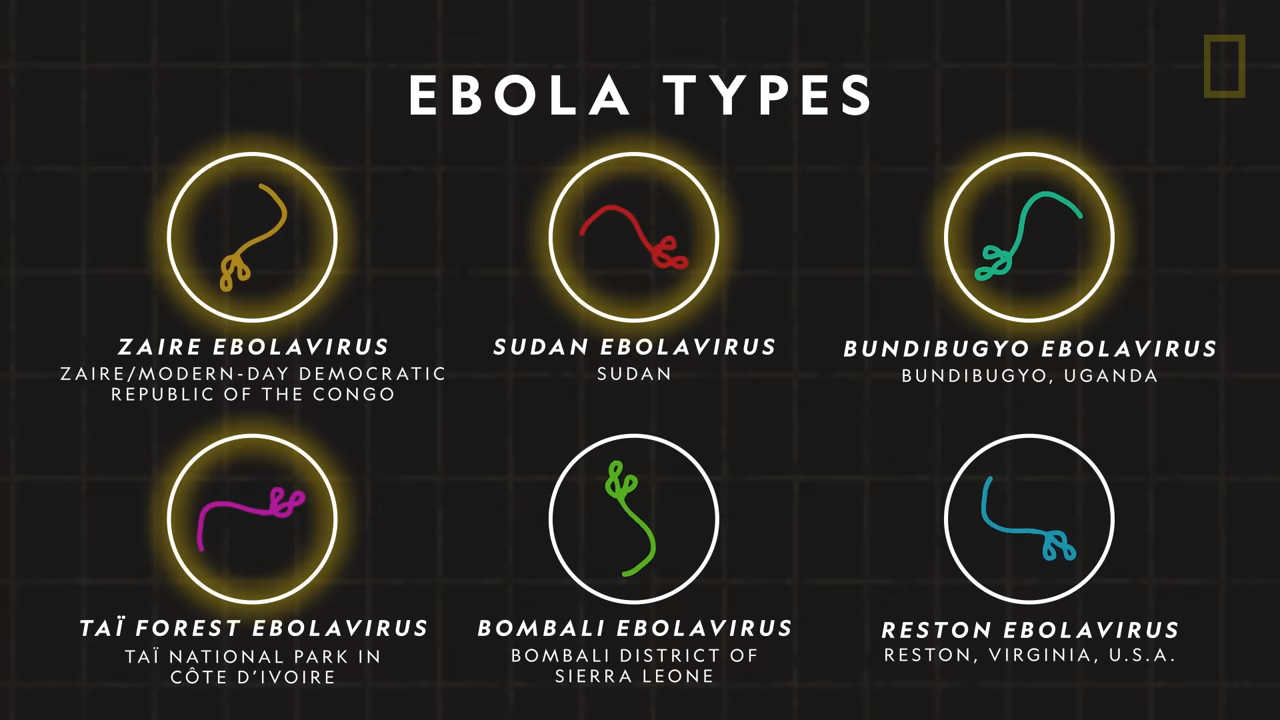 EBOLA TYPES
ZAIRE EBOLAVIRUS
ZAIRE/MODERN-DAY DEMOCRATIC
REPUBLIC OF THE CONGO
SUDAN EBOLAVIRUS
SUDAN
BUNDIBUGYO EBOLAVIRUS
BUNDIBUGYO, UGANDA
TAÏ FOREST EBOLAVIRUS
TAÏ NATIONAL PARK IN
CÔTE D'IVOIRE
BOMBALI EBOLAVIRUS
BOMBALI DISTRICT OF
SIERRA LEONE
RESTON EBOLAVIRUS
RESTON, VIRGINIA, U.S.A.